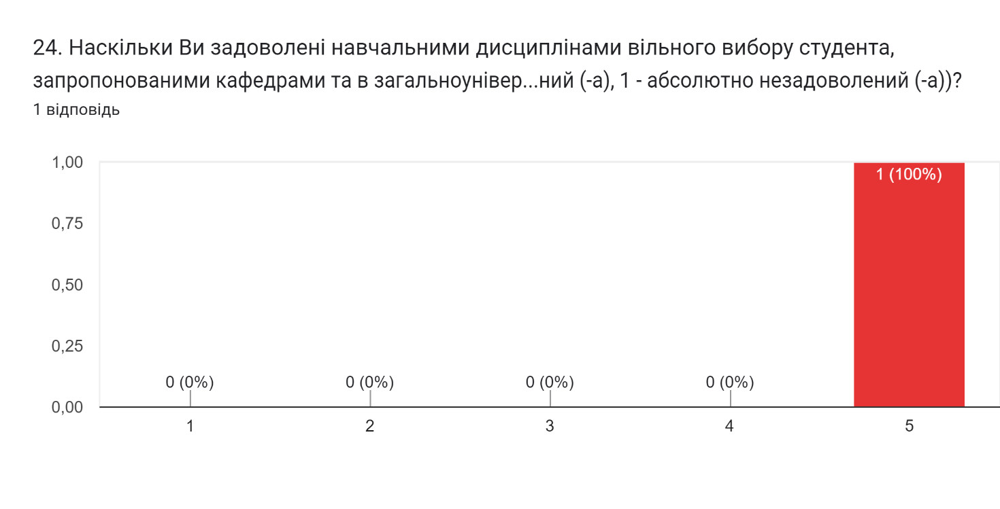 24. Наскільки Ви задоволені навчальними дисциплінами вільного вибору студента,
запропонованими кафедрами та в загальноунівер...ний (-а), 1 - абсолютно незадоволений (-а))?
1 відповідь
1,00
1 (100%)
0,75
0,50
0,25
0 (0%) 0 (0%) 0 (0%) 0 (0%)
0,00
1 2 3 4 5